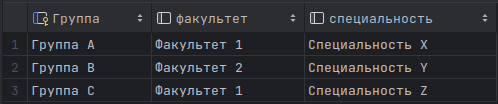 Группа факультет специальность
1 Группа A Факультет 1 Специальность X
2 Группа B Факультет 2 Специальность Y
3 Группа C Факультет 1 Специальность Z